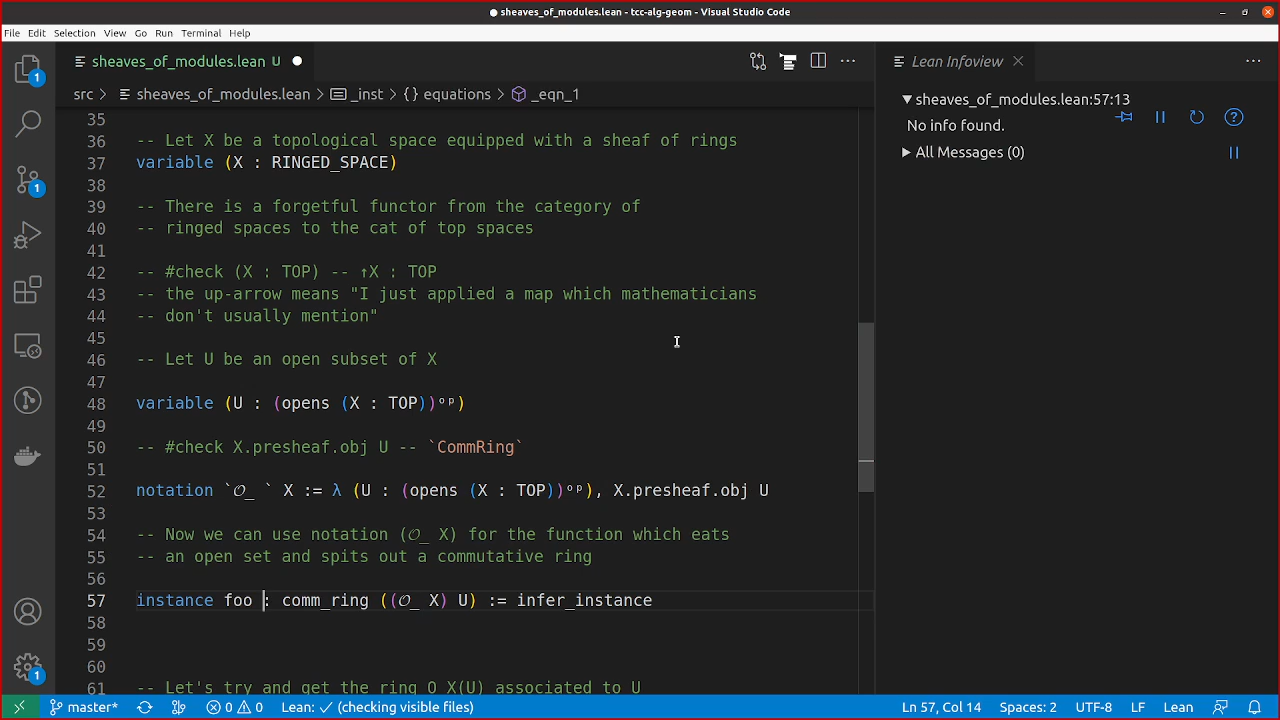 ● sheaves_of_modules.lean - tcc-alg-geom - Visual Studio Code
File Edit Selection View Go Run Terminal Help
sheaves_of_modules.lean U ●
Lean Infoview
src > sheaves_of_modules.lean > _inst > {} equations > _eqn_1
35
36 -- Let X be a topological space equipped with a sheaf of rings
37 variable (X : RINGED_SPACE)
38
39 -- There is a forgetful functor from the category of
40 -- ringed spaces to the cat of top spaces
41
42 -- #check (X : TOP) -- ↑X : TOP
43 -- the up-arrow means "I just applied a map which mathematicians
44 -- don't usually mention"
45
46 -- Let U be an open subset of X
47
48 variable (U : (opens (X : TOP))ᵒᵖ)
49
50 -- #check X.presheaf.obj U -- `CommRing`
51
52 notation `𝒪_ ` X := λ (U : (opens (X : TOP))ᵒᵖ), X.presheaf.obj U
53
54 -- Now we can use notation (𝒪_ X) for the function which eats
55 -- an open set and spits out a commutative ring
56
57 instance foo : comm_ring ((𝒪_ X) U) := infer_instance
58
59
60
61 -- Let's try and get the ring O_X(U) associated to U
▼sheaves_of_modules.lean:57:13
No info found.
▶ All Messages (0)
1
1
1
master* 0 0 Lean: ✓ (checking visible files) Ln 57, Col 14 Spaces: 2 UTF-8 LF Lean